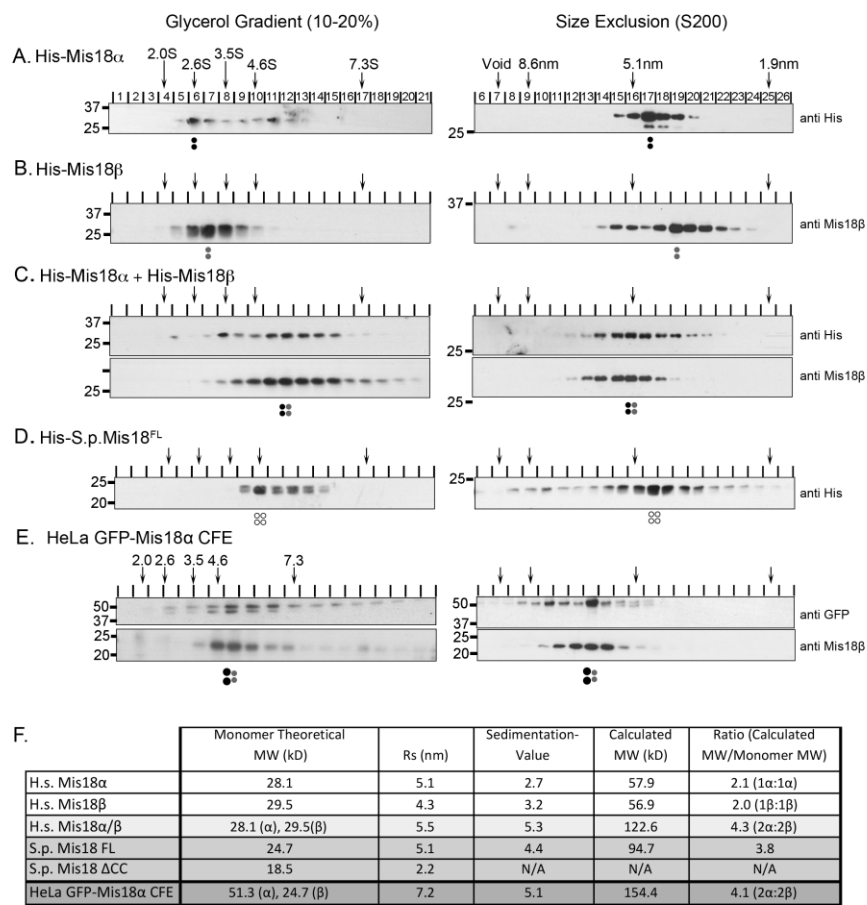 Glycerol Gradient (10-20%) Size Exclusion (S200)
A. His-Mis18α
2.0S 2.6S 3.5S 4.6S 7.3S
Void 8.6nm 5.1nm 1.9nm
1 2 3 4 5 6 7 8 9 10 11 12 13 14 15 16 17 18 19 20 21
6 7 8 9 10 11 12 13 14 15 16 17 18 19 20 21 22 23 24 25 26
37
25
25
anti His
B. His-Mis18β
37
25
37
anti Mis18β
C. His-Mis18α + His-Mis18β
37
25
25
anti His
25
25
anti Mis18β
D. His-S.p.Mis18FL
25
20
25
anti His
E. HeLa GFP-Mis18α CFE
2.0 2.6 3.5 4.6 7.3
50
37
50
37
anti GFP
25
20
25
20
anti Mis18β
F.
Monomer Theoretical MW (kD) Rs (nm) Sedimentation-Value Calculated MW (kD) Ratio (Calculated MW/Monomer MW)
H.s. Mis18α 28.1 5.1 2.7 57.9 2.1 (1α:1α)
H.s. Mis18β 29.5 4.3 3.2 56.9 2.0 (1β:1β)
H.s. Mis18α/β 28.1 (α), 29.5(β) 5.5 5.3 122.6 4.3 (2α:2β)
S.p. Mis18 FL 24.7 5.1 4.4 94.7 3.8
S.p. Mis18 ΔCC 18.5 2.2 N/A N/A N/A
HeLa GFP-Mis18α CFE 51.3 (α), 24.7 (β) 7.2 5.1 154.4 4.1 (2α:2β)